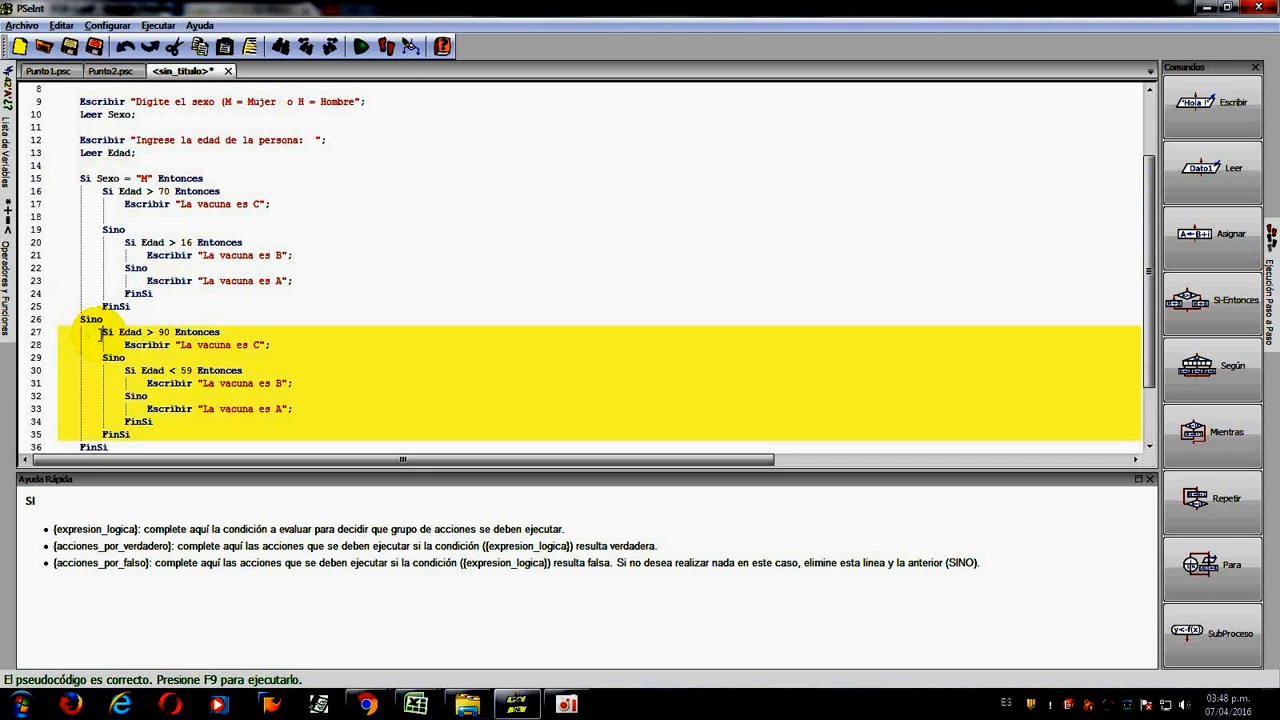 PSeInt
Archivo Editar Configurar Ejecutar Ayuda
Punto1.psc Punto2.psc <sin_titulo>*
Lista de Variables
Operadores y Funciones
8
9 Escribir "Digite el sexo (M = Mujer o H = Hombre";
10 Leer Sexo;
11
12 Escribir "Ingrese la edad de la persona: ";
13 Leer Edad;
14
15 Si Sexo = "M" Entonces
16 Si Edad > 70 Entonces
17 Escribir "La vacuna es C";
18
19 Sino
20 Si Edad > 16 Entonces
21 Escribir "La vacuna es B";
22 Sino
23 Escribir "La vacuna es A";
24 FinSi
25 FinSi
26 Sino
27 Si Edad > 90 Entonces
28 Escribir "La vacuna es C";
29 Sino
30 Si Edad < 59 Entonces
31 Escribir "La vacuna es B";
32 Sino
33 Escribir "La vacuna es A";
34 FinSi
35 FinSi
36 FinSi
Comandos
"Hola !" Escribir
Dato1 Leer
A←B+i Asignar
Si-Entonces
Según
Mientras
Repetir
Para
y<-f(x) SubProceso
Ejecución Paso a Paso
Ayuda Rápida
SI
• {expresion_logica}: complete aquí la condición a evaluar para decidir que grupo de acciones se deben ejecutar.
• {acciones_por_verdadero}: complete aquí las acciones que se deben ejecutar si la condición ({expresion_logica}) resulta verdadera.
• {acciones_por_falso}: complete aquí las acciones que se deben ejecutar si la condición ({expresion_logica}) resulta falsa. Si no desea realizar nada en este caso, elimine esta linea y la anterior (SINO).
El pseudocódigo es correcto. Presione F9 para ejecutarlo.
ES
03:48 p.m.
07/04/2016